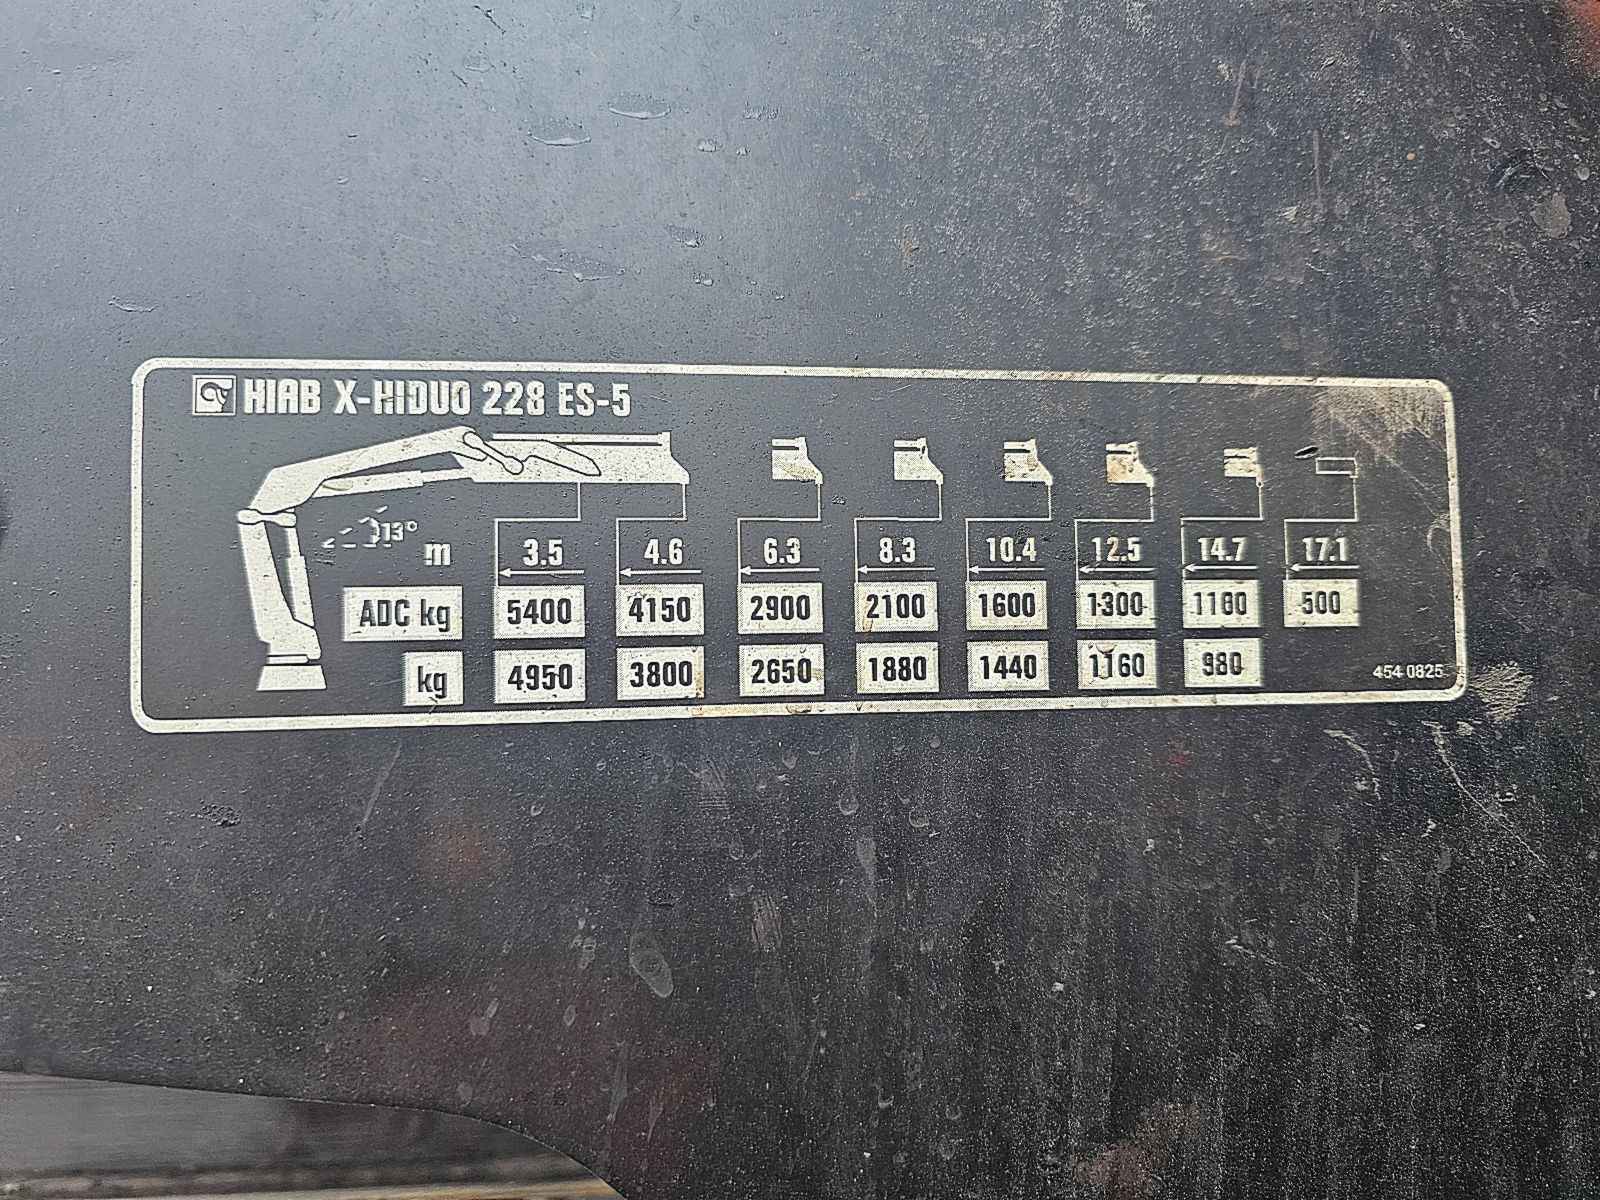 HIAB X-HIDUO 228 ES-5
13°
m 3.5 4.6 6.3 8.3 10.4 12.5 14.7 17.1
ADC kg 5400 4150 2900 2100 1600 1300 1180 500
kg 4950 3800 2650 1880 1440 1160 980
454 0825